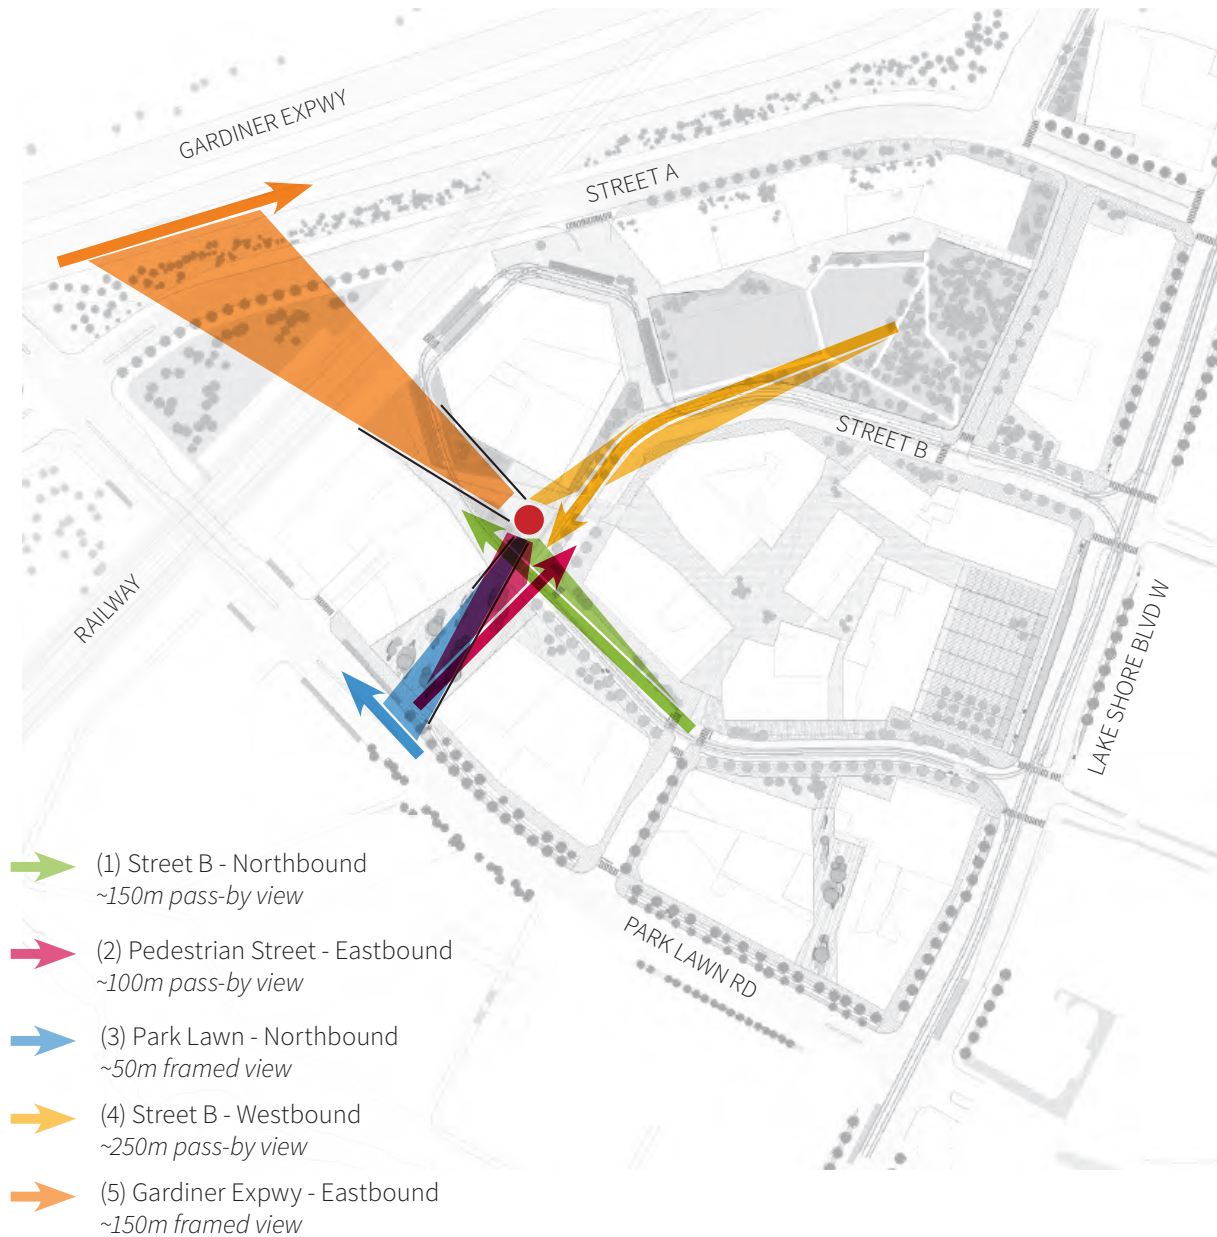 GARDINER EXPWY
STREET A
STREET B
RAILWAY
LAKE SHORE BLVD W
PARK LAWN RD
(1) Street B - Northbound
~150m pass-by view
(2) Pedestrian Street - Eastbound
~100m pass-by view
(3) Park Lawn - Northbound
~50m framed view
(4) Street B - Westbound
~250m pass-by view
(5) Gardiner Expwy - Eastbound
~150m framed view